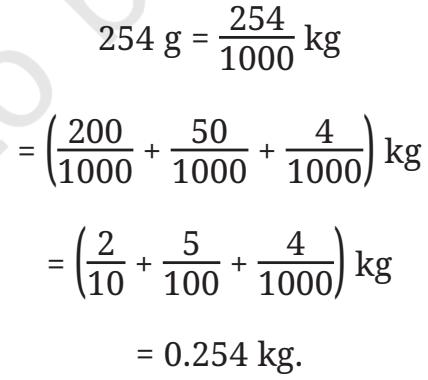 254 g = 254/1000 kg
= (200/1000 + 50/1000 + 4/1000) kg
= (2/10 + 5/100 + 4/1000) kg
= 0.254 kg.